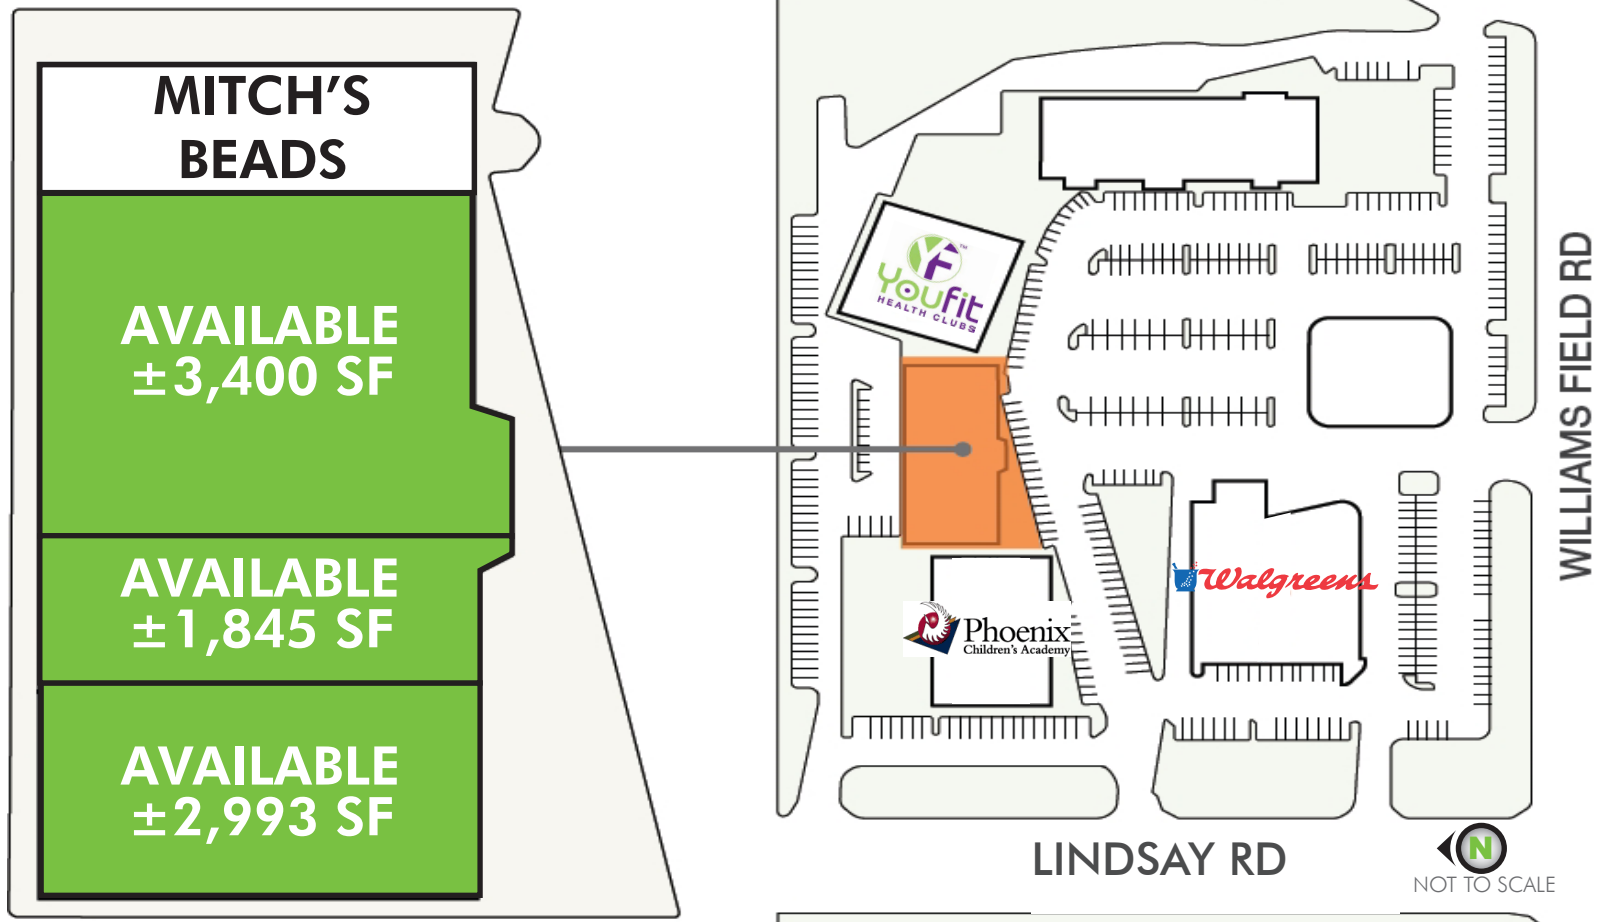 MITCH'S
BEADS
AVAILABLE
±3,400 SF
AVAILABLE
±1,845 SF
AVAILABLE
±2,993 SF
YF™
Youfit
HEALTH CLUBS
Phoenix
Children's Academy
Walgreens
WILLIAMS FIELD RD
LINDSAY RD
N
NOT TO SCALE